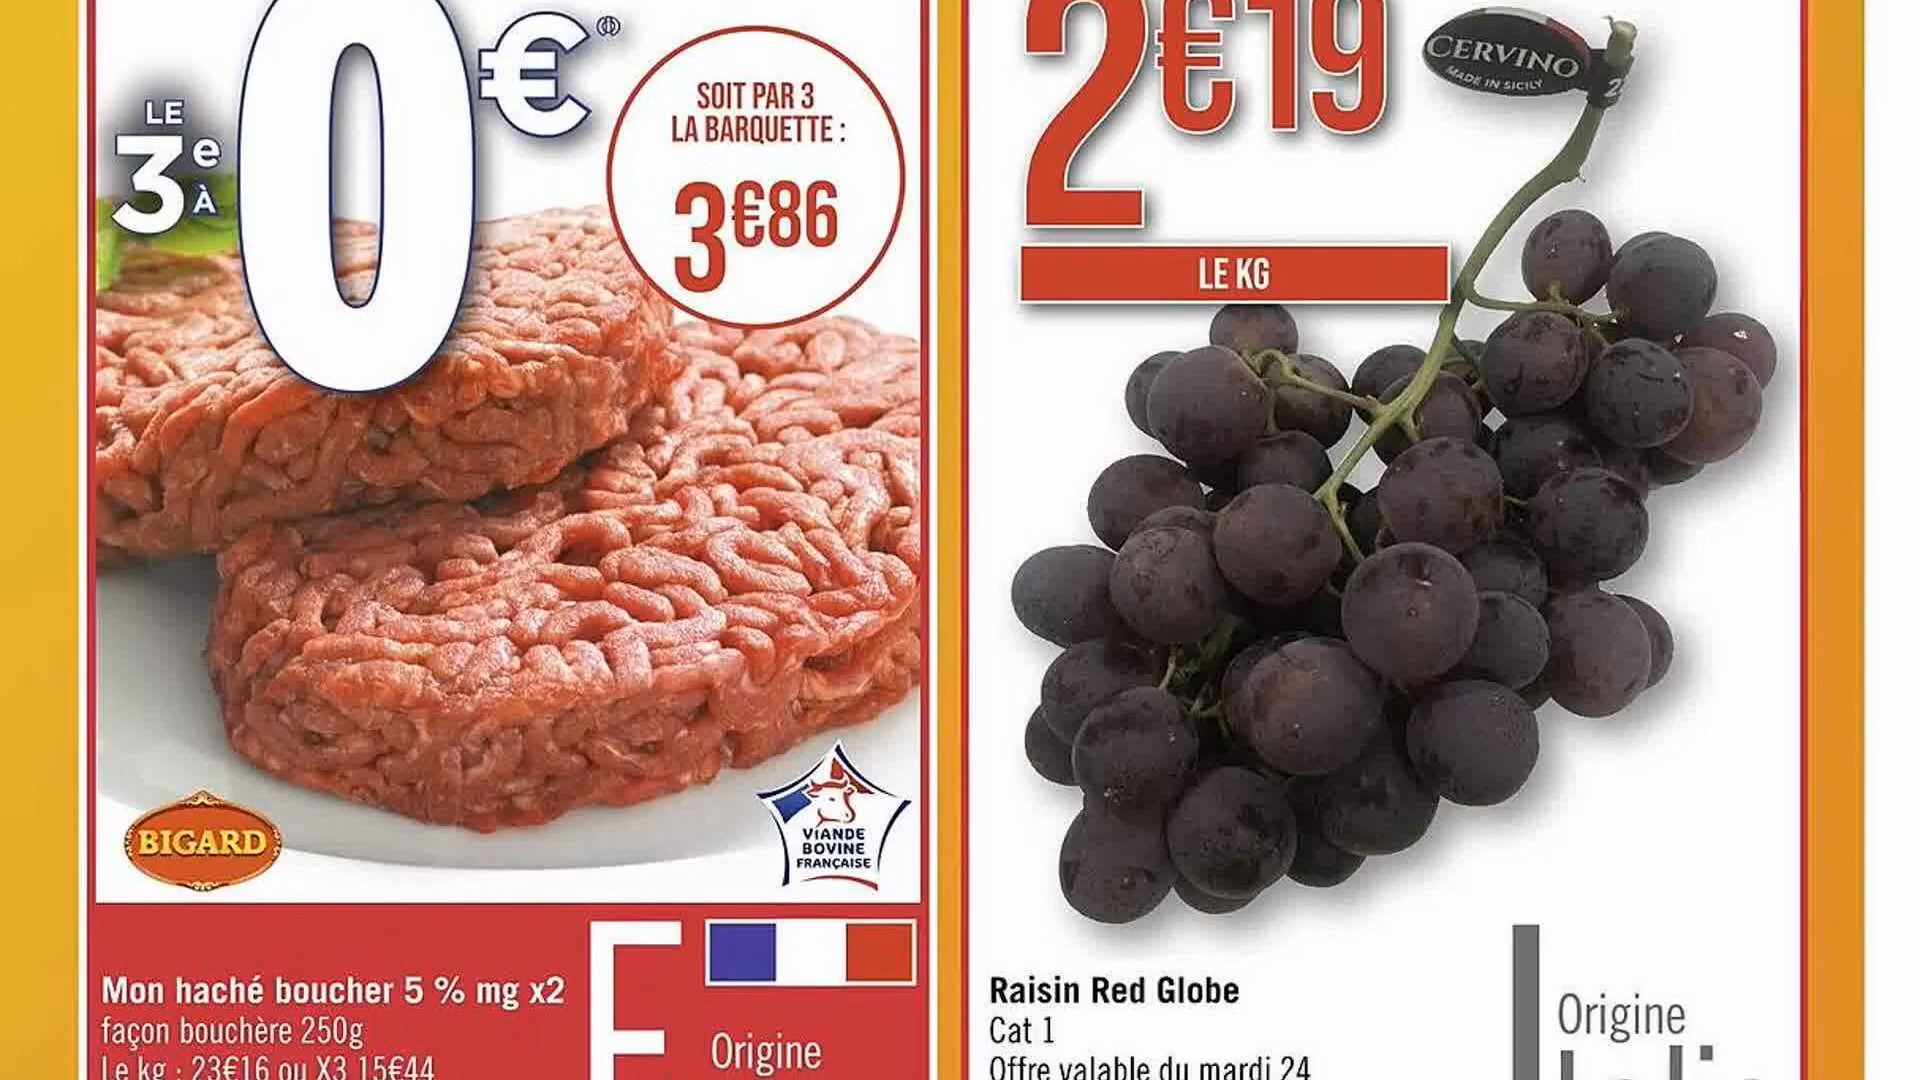 LE
3e
À
0€(1)
SOIT PAR 3
LA BARQUETTE :
3€86
BIGARD
VIANDE
BOVINE
FRANÇAISE
Mon haché boucher 5 % mg x2
façon bouchère 250g
Le kg : 23€16 ou X3 15€44
F
Origine
2€19
LE KG
CERVINO
MADE IN SICILY
Raisin Red Globe
Cat 1
Offre valable du mardi 24
Origine